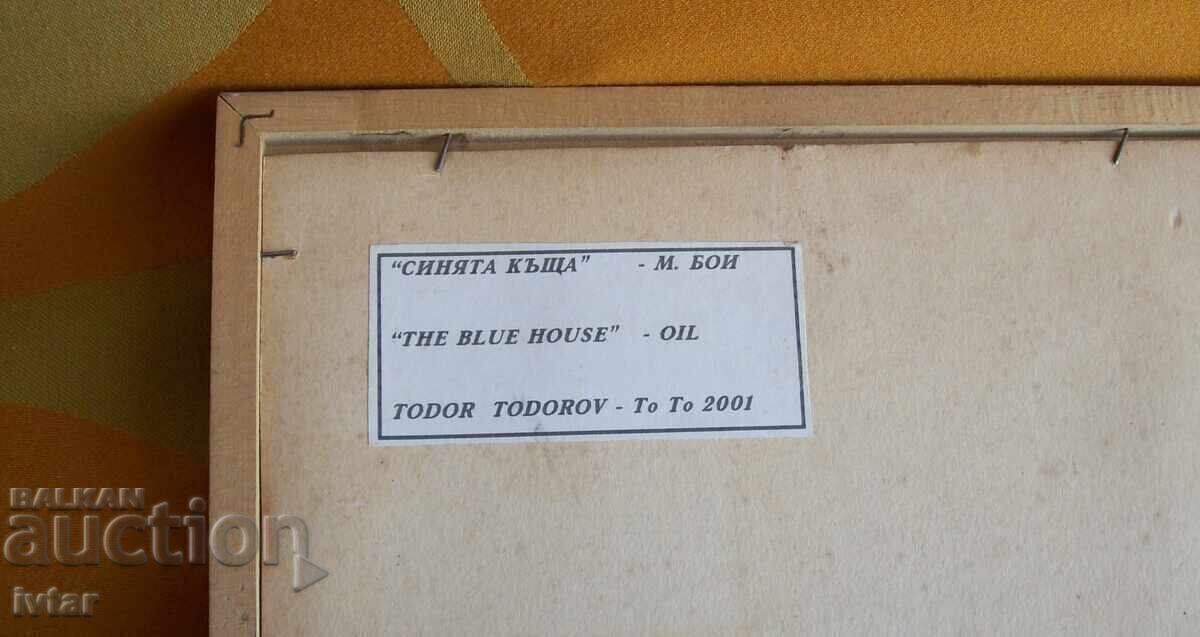 "СИНЯТА КЪЩА" - М. БОИ
"THE BLUE HOUSE" - OIL
TODOR TODOROV - To To 2001
BALKAN
auction
ivtar